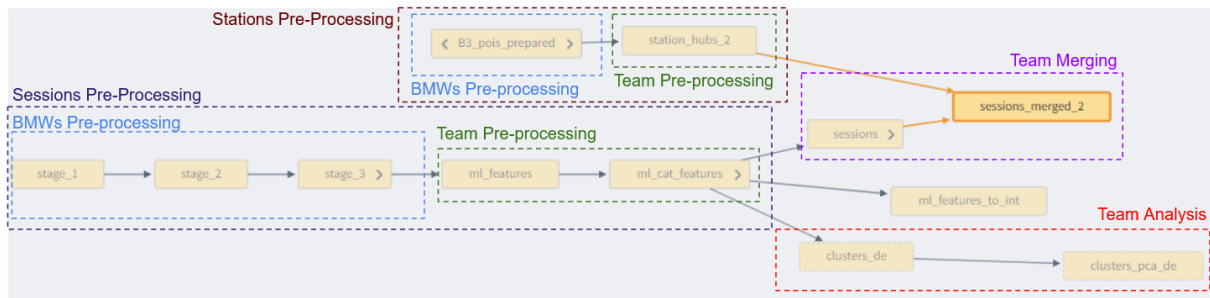 Stations Pre-Processing
B3_pois_prepared
station_hubs_2
BMWs Pre-processing
Team Pre-processing
Team Merging
sessions_merged_2
sessions
Sessions Pre-Processing
BMWs Pre-processing
Team Pre-processing
stage_1
stage_2
stage_3
ml_features
ml_cat_features
ml_features_to_int
Team Analysis
clusters_de
clusters_pca_de